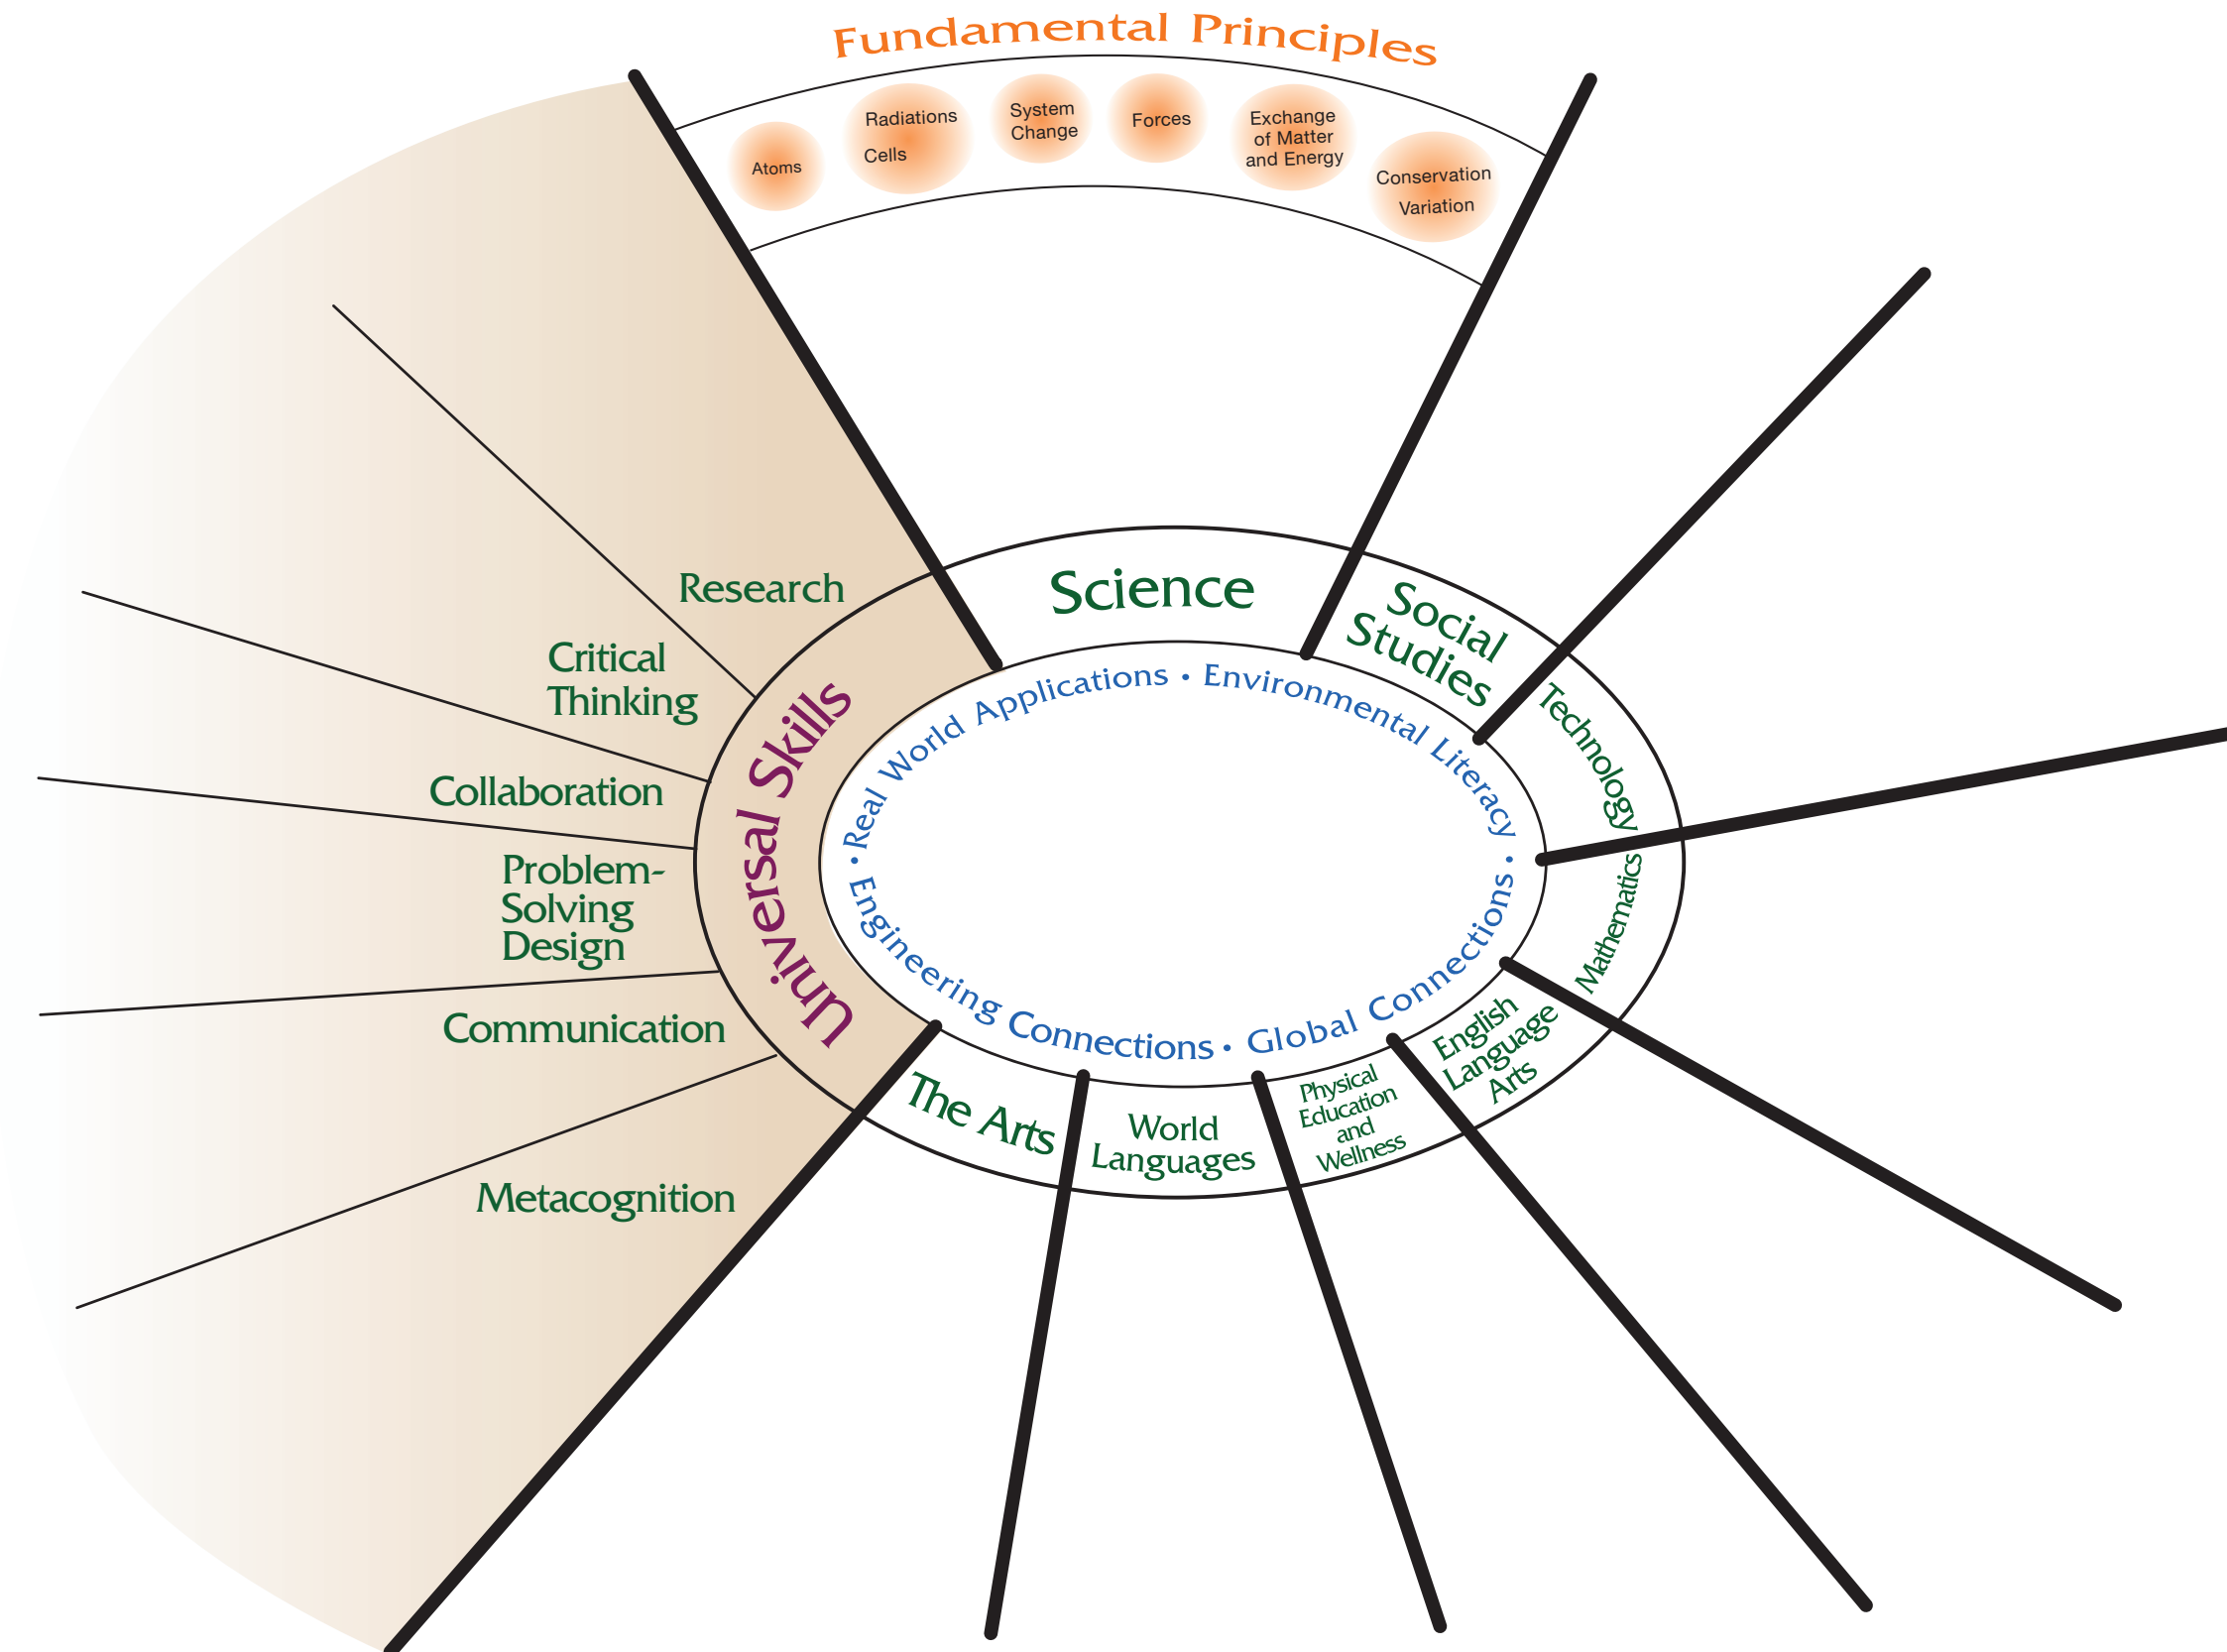 Fundamental Principles
Atoms
Radiations
Cells
System
Change
Forces
Exchange
of Matter
and Energy
Conservation
Variation
Research
Critical
Thinking
Collaboration
Problem-
Solving
Design
Communication
Metacognition
Universal Skills
Science
Social
Studies
Technology
Mathematics
English
Language
Arts
Physical
Education
and
Wellness
World
Languages
The Arts
• Real World Applications • Environmental Literacy •
Engineering Connections • Global Connections